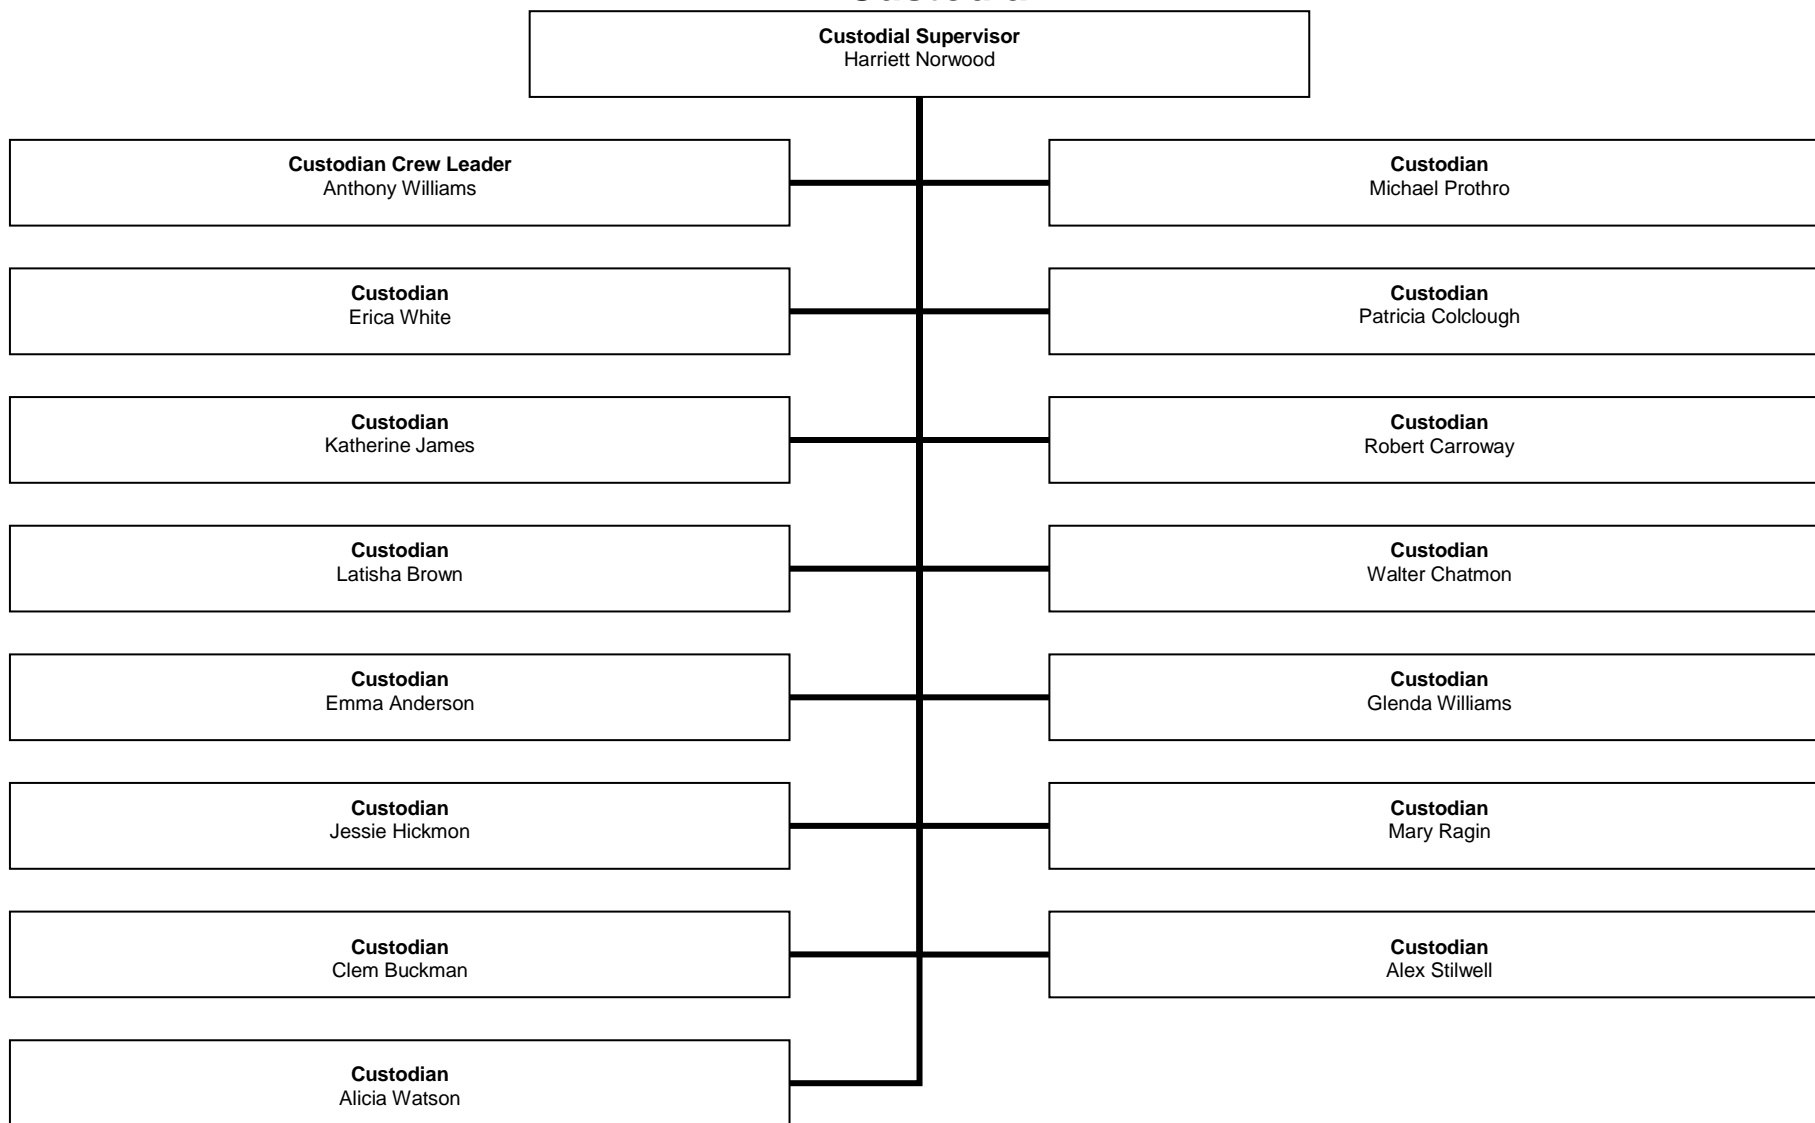 Custodial Supervisor
Harriett Norwood
Custodian Crew Leader
Anthony Williams
Custodian
Michael Prothro
Custodian
Erica White
Custodian
Patricia Colclough
Custodian
Katherine James
Custodian
Robert Carroway
Custodian
Latisha Brown
Custodian
Walter Chatmon
Custodian
Emma Anderson
Custodian
Glenda Williams
Custodian
Jessie Hickmon
Custodian
Mary Ragin
Custodian
Clem Buckman
Custodian
Alex Stilwell
Custodian
Alicia Watson